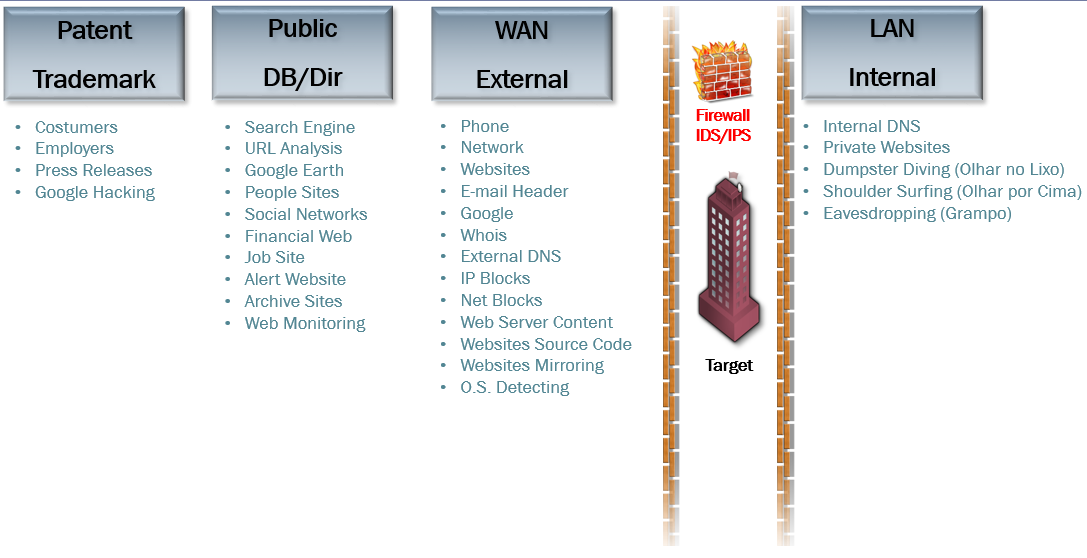 Patent
Trademark
• Costumers
• Employers
• Press Releases
• Google Hacking
Public
DB/Dir
• Search Engine
• URL Analysis
• Google Earth
• People Sites
• Social Networks
• Financial Web
• Job Site
• Alert Website
• Archive Sites
• Web Monitoring
WAN
External
• Phone
• Network
• Websites
• E-mail Header
• Google
• Whois
• External DNS
• IP Blocks
• Net Blocks
• Web Server Content
• Websites Source Code
• Websites Mirroring
• O.S. Detecting
Firewall
IDS/IPS
Target
LAN
Internal
• Internal DNS
• Private Websites
• Dumpster Diving (Olhar no Lixo)
• Shoulder Surfing (Olhar por Cima)
• Eavesdropping (Grampo)